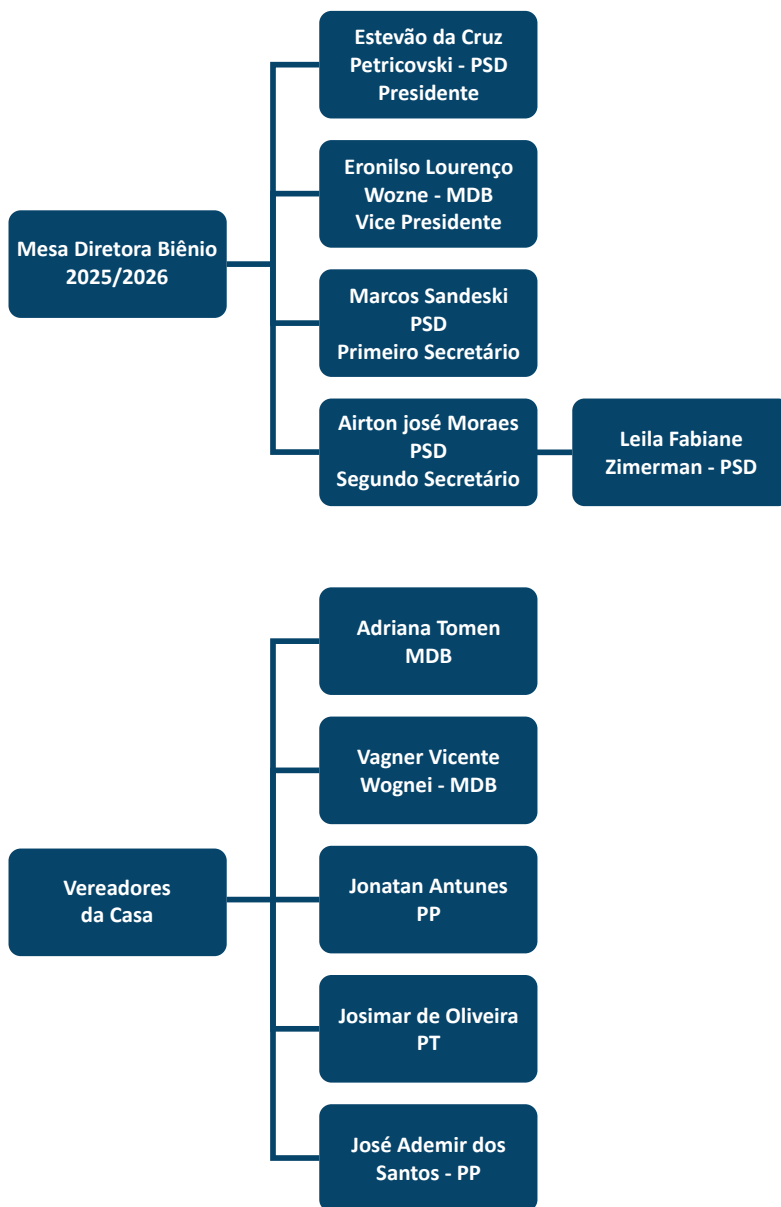 Estevão da Cruz
Petricovski - PSD
Presidente
Eronilso Lourenço
Wozne - MDB
Vice Presidente
Mesa Diretora Biênio
2025/2026
Marcos Sandeski
PSD
Primeiro Secretário
Airton josé Moraes
PSD
Segundo Secretário
Leila Fabiane
Zimerman - PSD
Adriana Tomen
MDB
Vagner Vicente
Wognei - MDB
Vereadores
da Casa
Jonatan Antunes
PP
Josimar de Oliveira
PT
José Ademir dos
Santos - PP